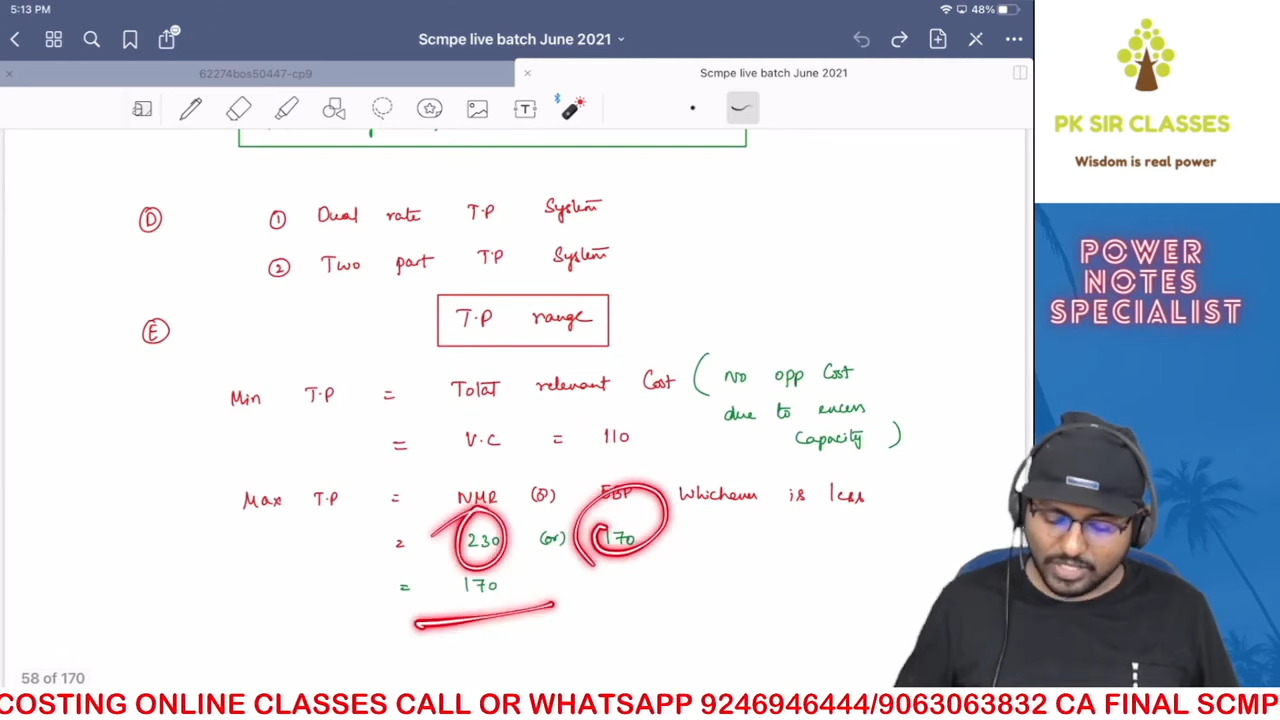 5:13 PM
48%
Scmpe live batch June 2021
62274bos50447-cp9
Scmpe live batch June 2021
PK SIR CLASSES
Wisdom is real power
POWER
NOTES
SPECIALIST
D ① Dual rate T.P System
② Two part T.P System
E T.P range
Min T.P = Total relevant Cost ( No opp Cost
due to excess
capacity )
= V.C = 110
Max T.P = NMR (or) EBP Whichever is less
= 230 (or) 170
= 170
58 of 170
COSTING ONLINE CLASSES CALL OR WHATSAPP 9246946444/9063063832 CA FINAL SCMP